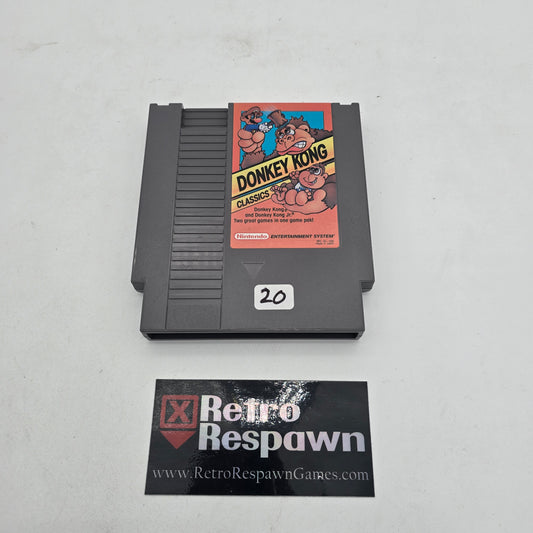 DONKEY KONG
CLASSICS
Donkey Kong
and Donkey Kong Jr.
Two great games in one game pak!
Nintendo ENTERTAINMENT SYSTEM
20
X Retro
Respawn
www.RetroRespawnGames.com